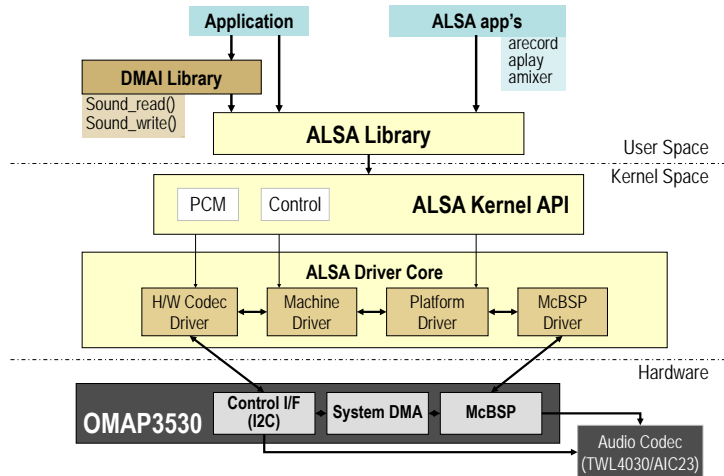 Application
ALSA app's
arecord
aplay
amixer
DMAI Library
Sound_read()
Sound_write()
ALSA Library
User Space
Kernel Space
PCM
Control
ALSA Kernel API
ALSA Driver Core
H/W Codec
Driver
Machine
Driver
Platform
Driver
McBSP
Driver
Hardware
OMAP3530
Control I/F
(I2C)
System DMA
McBSP
Audio Codec
(TWL4030/AIC23)